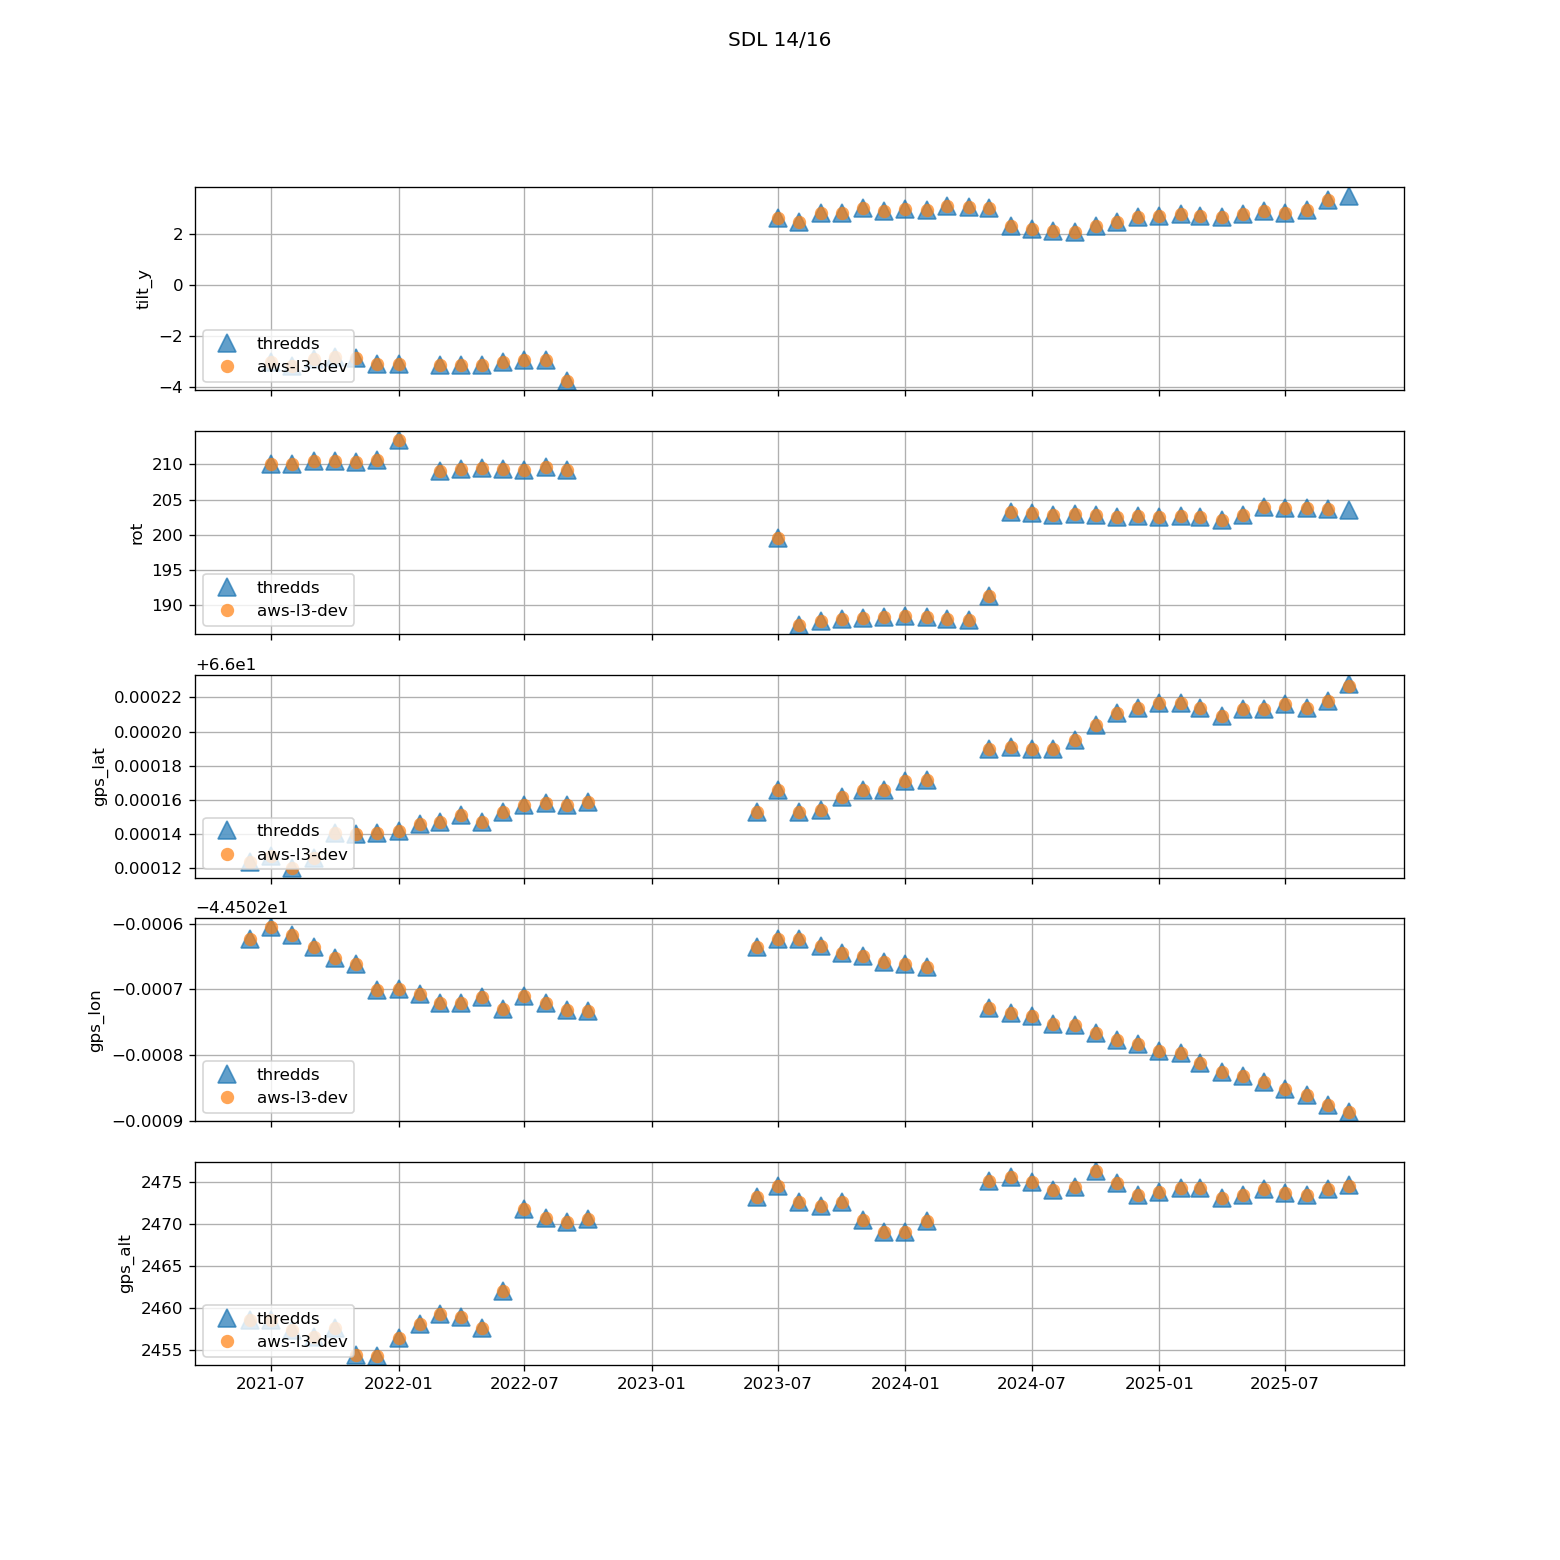 SDL 14/16
tilt_y
2
0
−2
−4
thredds
aws-l3-dev
rot
210
205
200
195
190
thredds
aws-l3-dev
+6.6e1
gps_lat
0.00022
0.00020
0.00018
0.00016
0.00014
0.00012
thredds
aws-l3-dev
−4.4502e1
gps_lon
−0.0006
−0.0007
−0.0008
−0.0009
thredds
aws-l3-dev
gps_alt
2475
2470
2465
2460
2455
thredds
aws-l3-dev
2021-07 2022-01 2022-07 2023-01 2023-07 2024-01 2024-07 2025-01 2025-07